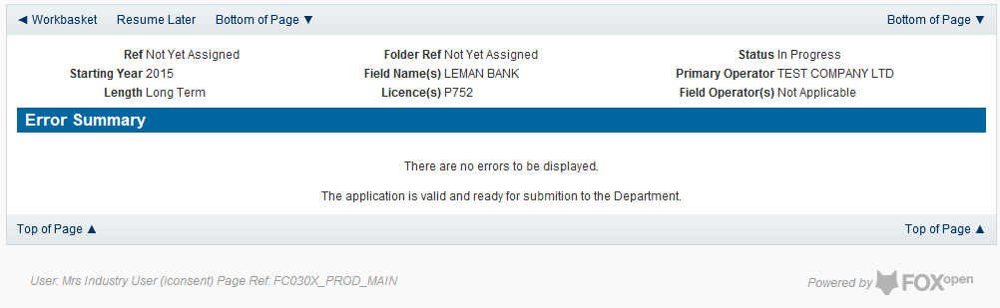 ◄ Workbasket Resume Later Bottom of Page ▼ Bottom of Page ▼
Ref Not Yet Assigned Folder Ref Not Yet Assigned Status In Progress
Starting Year 2015 Field Name(s) LEMAN BANK Primary Operator TEST COMPANY LTD
Length Long Term Licence(s) P752 Field Operator(s) Not Applicable
Error Summary
There are no errors to be displayed.
The application is valid and ready for submition to the Department.
Top of Page ▲ Top of Page ▲
User: Mrs Industry User (iconsent) Page Ref: FC030X_PROD_MAIN Powered by FOXopen